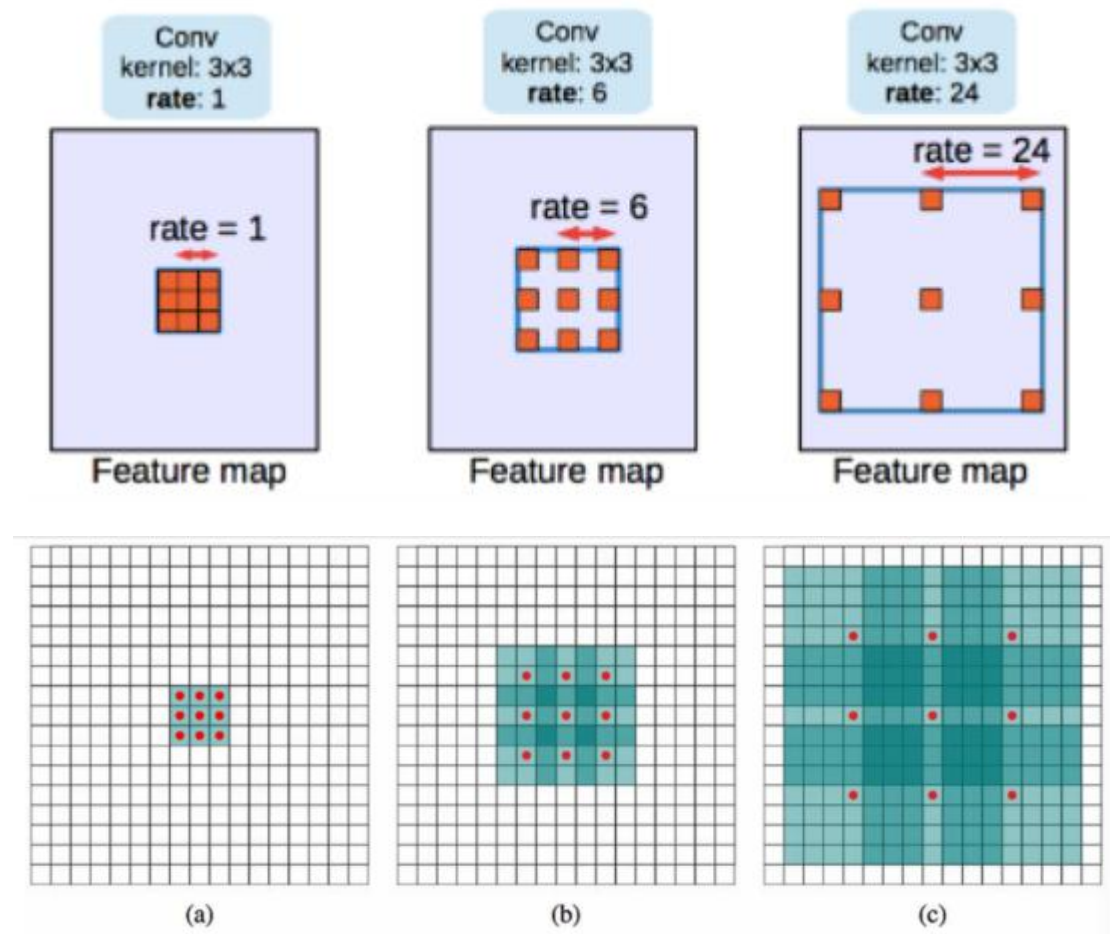 Conv
kernel: 3x3
rate: 1
Conv
kernel: 3x3
rate: 6
Conv
kernel: 3x3
rate: 24
rate = 1
rate = 6
rate = 24
Feature map
Feature map
Feature map
(a)
(b)
(c)